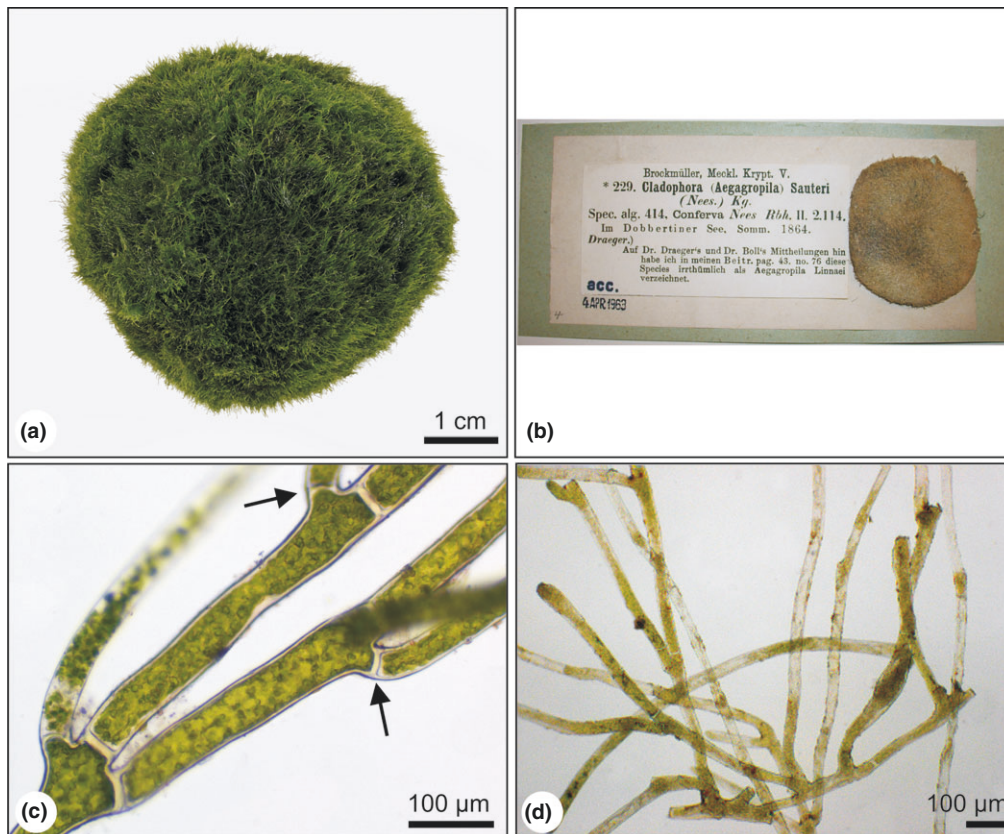 (a)
1 cm
Brockmüller, Meckl. Krypt. V.
* 229. Cladophora (Aegagropila) Sauteri
(Nees.) Kg.
Spec. alg. 414. Conferva Nees Rbh. II. 2.114.
Im Dobbertiner See. Somm. 1864.
Draeger.)
Auf Dr. Draeger's und Dr. Boll's Mittheilungen hin
habe ich in meinen Beitr. pag. 43. no. 76 diese
Species irrthümlich als Aegagropila Linnaei
verzeichnet.
acc.
4 APR 1963
(b)
(c)
100 µm
(d)
100 µm